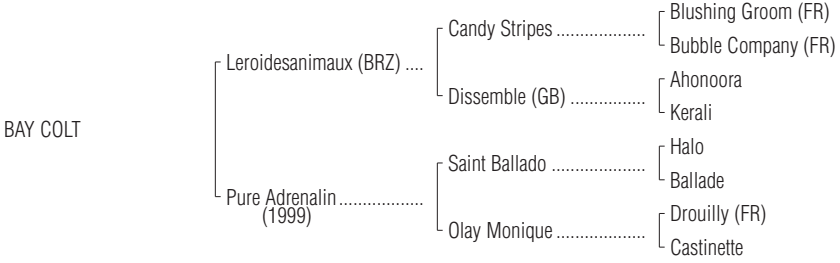 Blushing Groom (FR)
Candy Stripes ...................
Bubble Company (FR)
Leroidesanimaux (BRZ) ....
Ahonoora
Dissemble (GB) ................
Kerali
BAY COLT
Halo
Saint Ballado ....................
Ballade
Pure Adrenalin..................
(1999)
Drouilly (FR)
Olay Monique ...................
Castinette